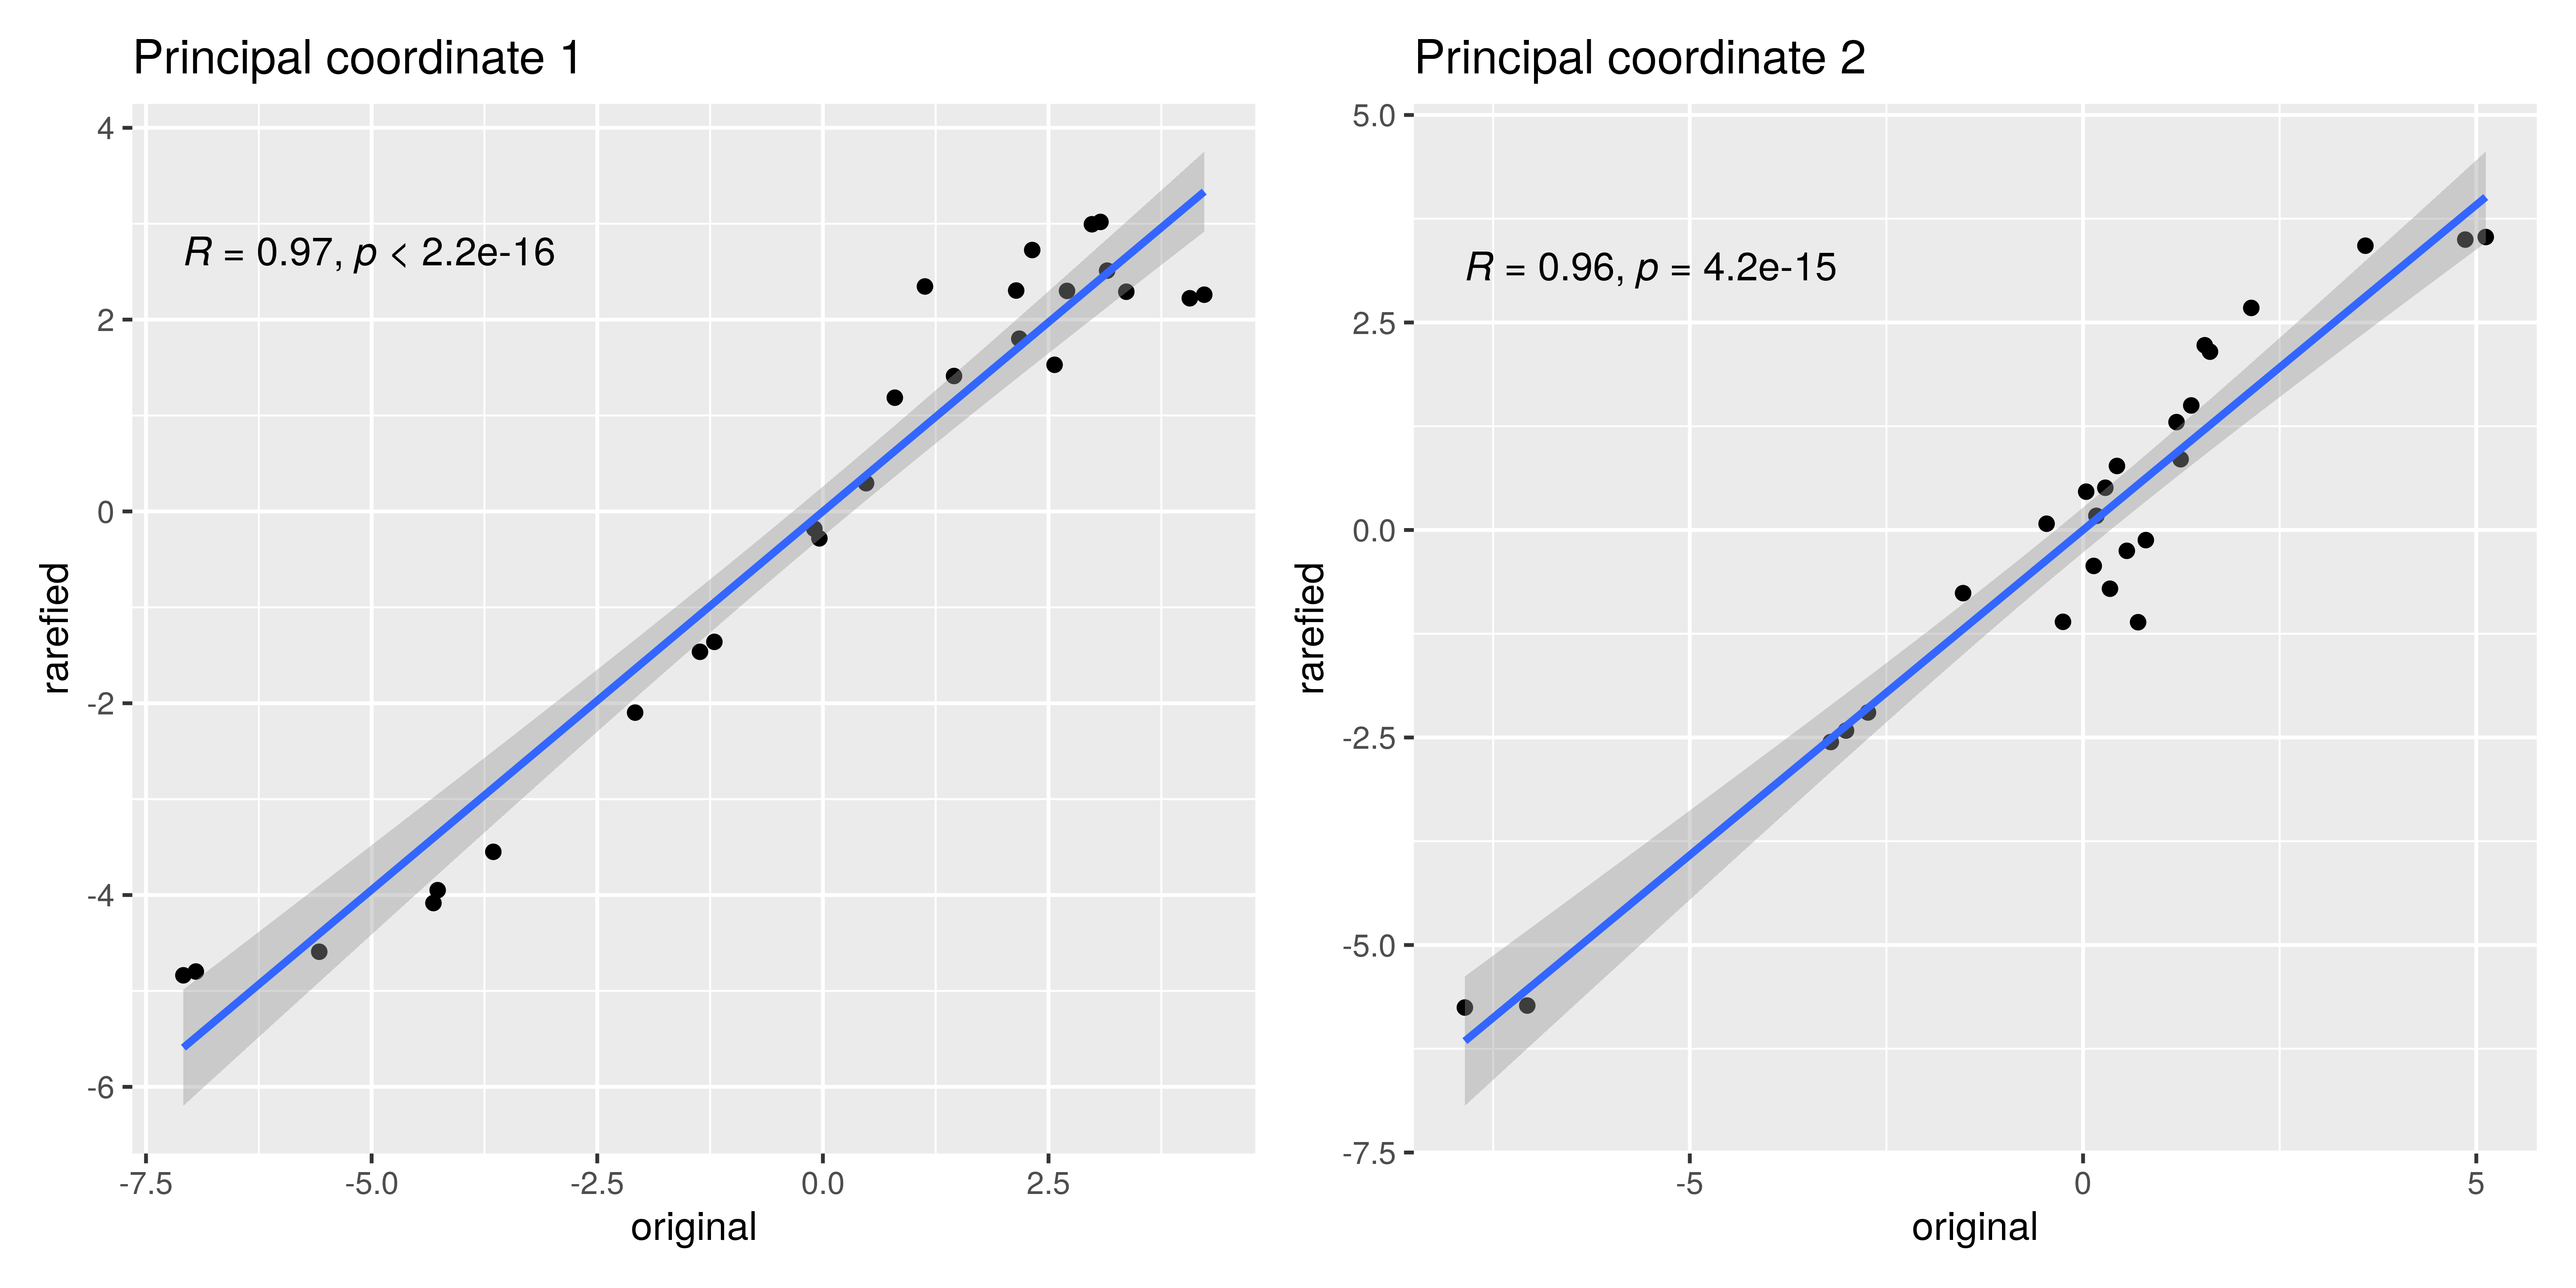 Principal coordinate 1
4
2
0
-2
-4
-6
rarefied
R = 0.97, p < 2.2e-16
-7.5
-5.0
-2.5
0.0
2.5
original
Principal coordinate 2
5.0
2.5
0.0
-2.5
-5.0
-7.5
rarefied
R = 0.96, p = 4.2e-15
-5
0
5
original